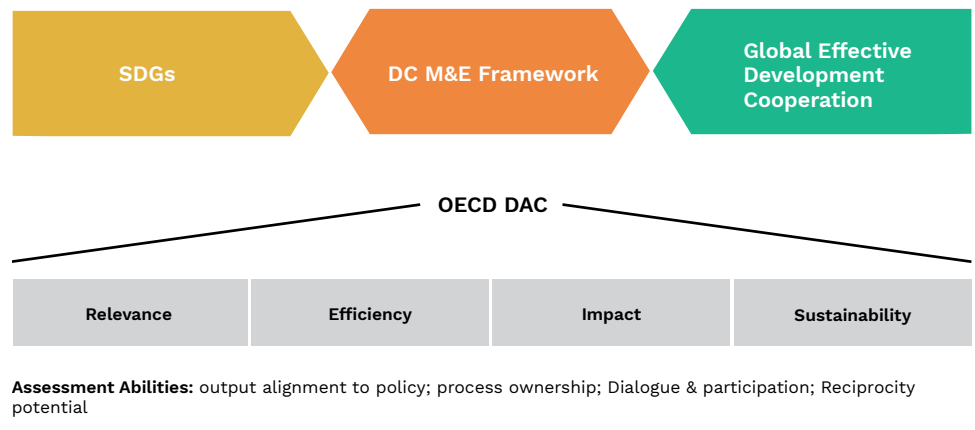 SDGs
DC M&E Framework
Global Effective
Development
Cooperation
OECD DAC
Relevance
Efficiency
Impact
Sustainability
Assessment Abilities: output alignment to policy; process ownership; Dialogue & participation; Reciprocity
potential